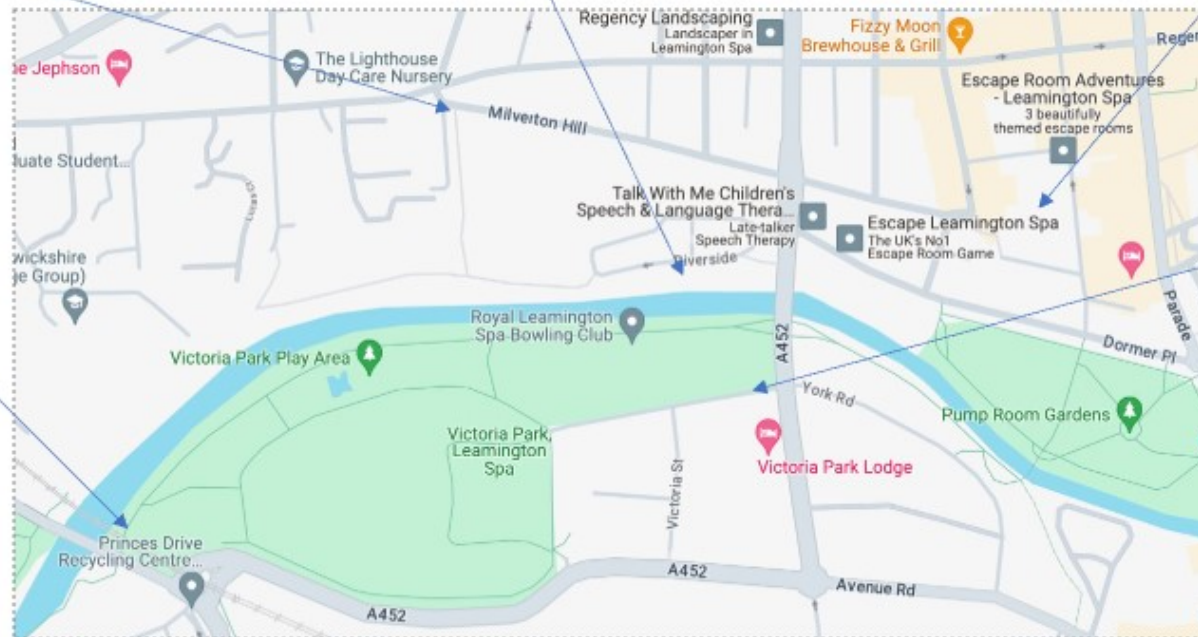 Regency Landscaping
Landscaper in
Leamington Spa
Fizzy Moon
Brewhouse & Grill
Regen
e Jephson
The Lighthouse
Day Care Nursery
Escape Room Adventures
- Leamington Spa
3 beautifully
themed escape rooms
Milverton Hill
uate Student...
Talk With Me Children's
Speech & Language Thera...
Late-talker
Speech Therapy
Escape Leamington Spa
The UK's No1
Escape Room Game
wickshire
ge Group)
Riverside
Parade
Royal Leamington
Spa Bowling Club
A452
Dormer Pl
Victoria Park Play Area
York Rd
Pump Room Gardens
Victoria Park,
Leamington
Spa
Victoria Park Lodge
Victoria St
Princes Drive
Recycling Centre...
A452
A452
Avenue Rd